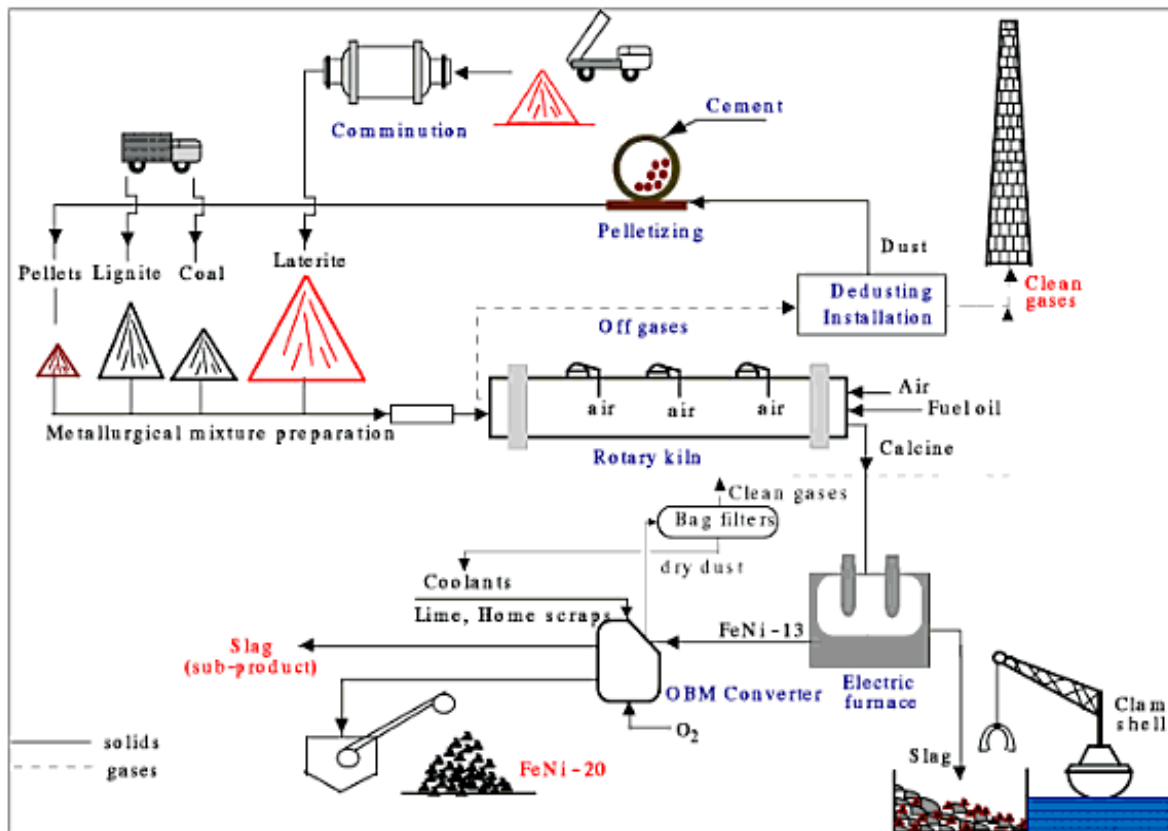 Comminution
Cement
Pelletizing
Dust
Pellets
Lignite
Coal
Laterite
Clean
gases
Dedusting
Installation
Off gases
air
air
air
Air
Fuel oil
Metallurgical mixture preparation
Rotary kiln
Calcine
Clean gases
Bag filters
dry dust
Coolants
Lime, Home scraps
FeNi-13
Slag
(sub-product)
OBM Converter
Electric
furnace
Clam
shell
O2
Slag
solids
gases
FeNi-20